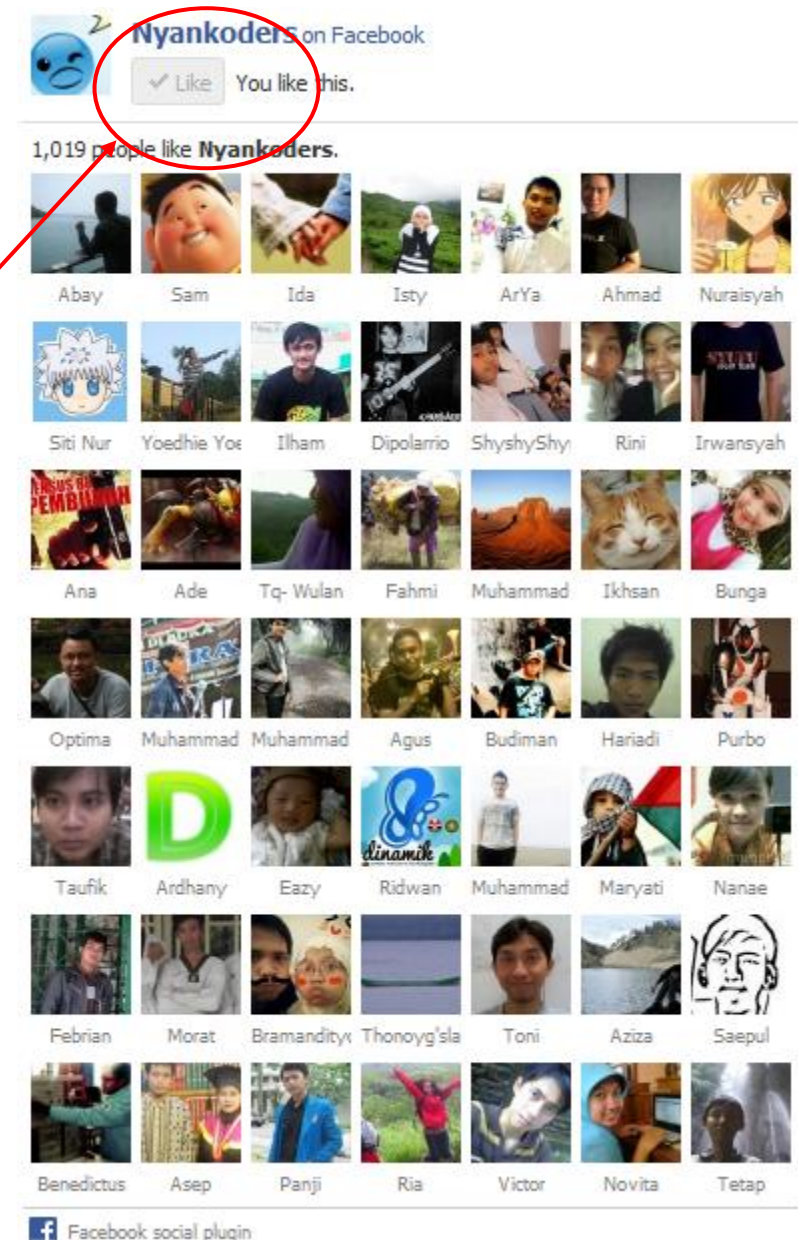 Nyankoders on Facebook
Like You like this.
1,019 people like Nyankoders.
Abay Sam Ida Isty ArYa Ahmad Nuraisyah
Siti Nur Yoedhie Yoe Ilham Dipolarrio ShyshyShy Rini Irwansyah
PEMBUNUH
Ana Ade Tq- Wulan Fahmi Muhammad Ikhsan Bunga
Optima Muhammad Muhammad Agus Budiman Hariadi Purbo
D
dinamik
Taufik Ardhany Eazy Ridwan Muhammad Maryati Nanae
Febrian Morat Bramandity Thonoyg'sla Toni Aziza Saepul
Benedictus Asep Panji Ria Victor Novita Tetap
f Facebook social plugin